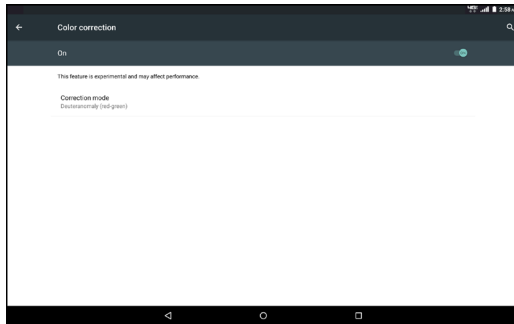 2:58
Color correction
On
This feature is experimental and may affect performance.
Correction mode
Deuteranomaly (red-green)